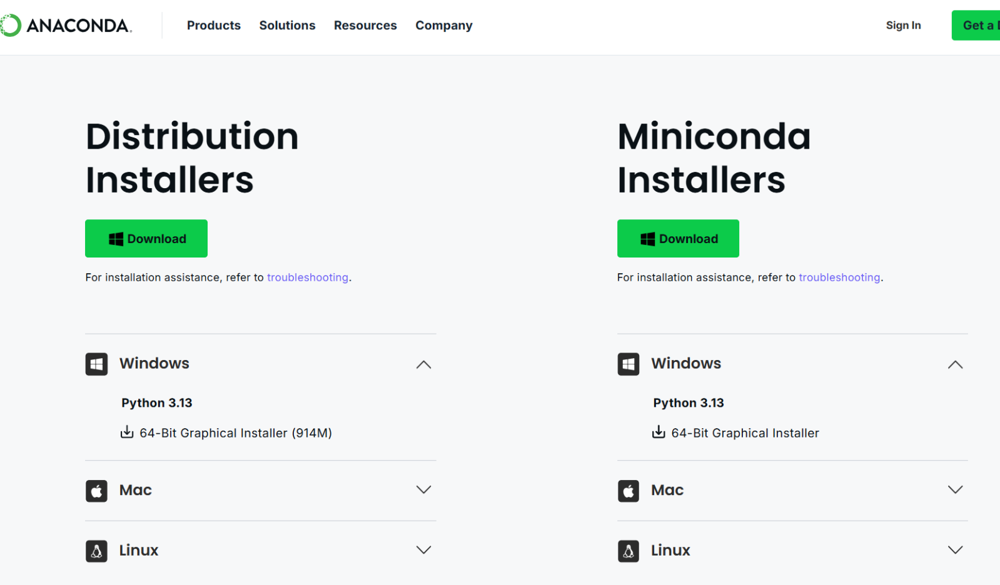 ANACONDA.
Products Solutions Resources Company
Sign In
Get a
Distribution
Installers
Download
For installation assistance, refer to troubleshooting.
Windows
Python 3.13
64-Bit Graphical Installer (914M)
Mac
Linux
Miniconda
Installers
Download
For installation assistance, refer to troubleshooting.
Windows
Python 3.13
64-Bit Graphical Installer
Mac
Linux